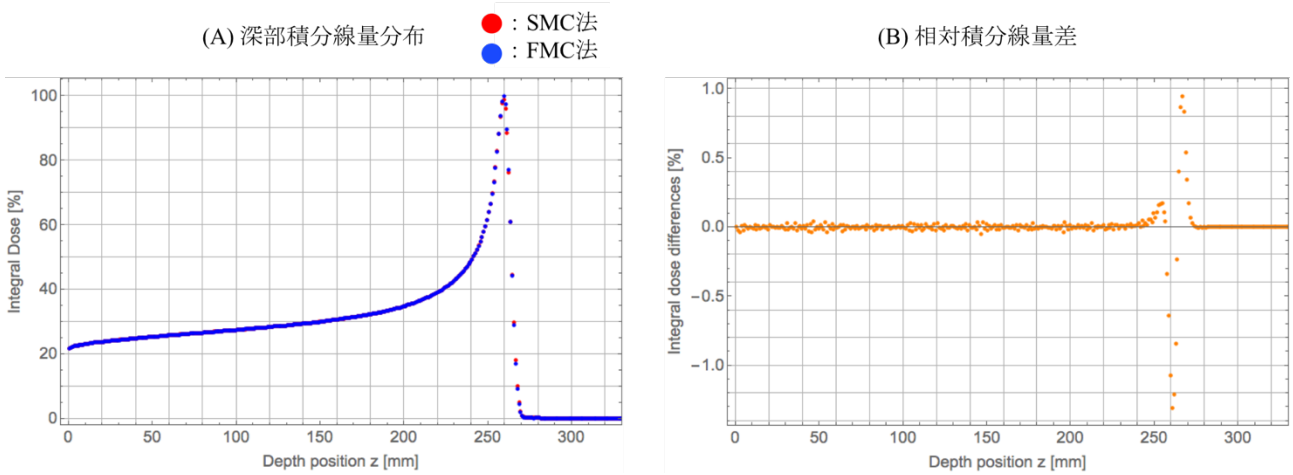 (A) 深部積分線量分布
：SMC法
：FMC法
Integral Dose [%]
100
80
60
40
20
0
0 50 100 150 200 250 300
Depth position z [mm]
(B) 相対積分線量差
Integral dose differences [%]
1.0
0.5
0.0
−0.5
−1.0
0 50 100 150 200 250 300
Depth position z [mm]